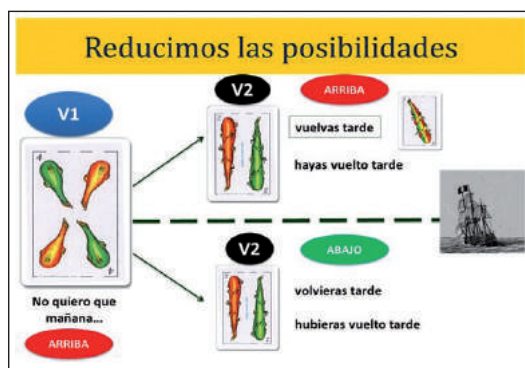 Reducimos las posibilidades
V1
V2
ARRIBA
vuelvas tarde
hayas vuelto tarde
No quiero que
mañana...
ARRIBA
V2
ABAJO
volvieras tarde
hubieras vuelto tarde